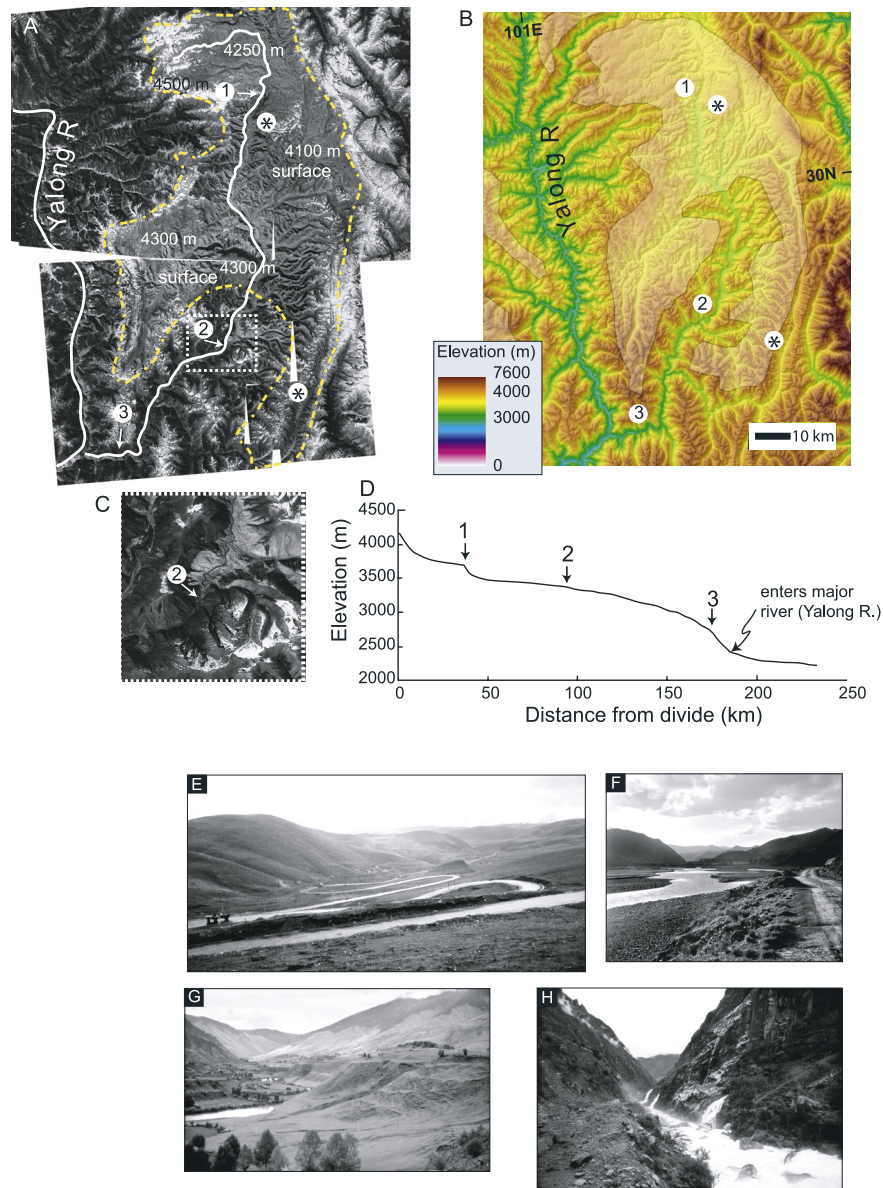 A
4250 m
4500 m
1
*
4100 m
surface
Yalong R
4300 m
4300 m
surface
2
*
3
B
101E
1
*
30N
Yalong R
2
*
3
10 km
Elevation (m)
7600
4000
3000
0
C
2
D
4500
4000
3500
3000
2500
2000
Elevation (m)
1
2
3
enters major
river (Yalong R.)
0
50
100
150
200
250
Distance from divide (km)
E
F
G
H